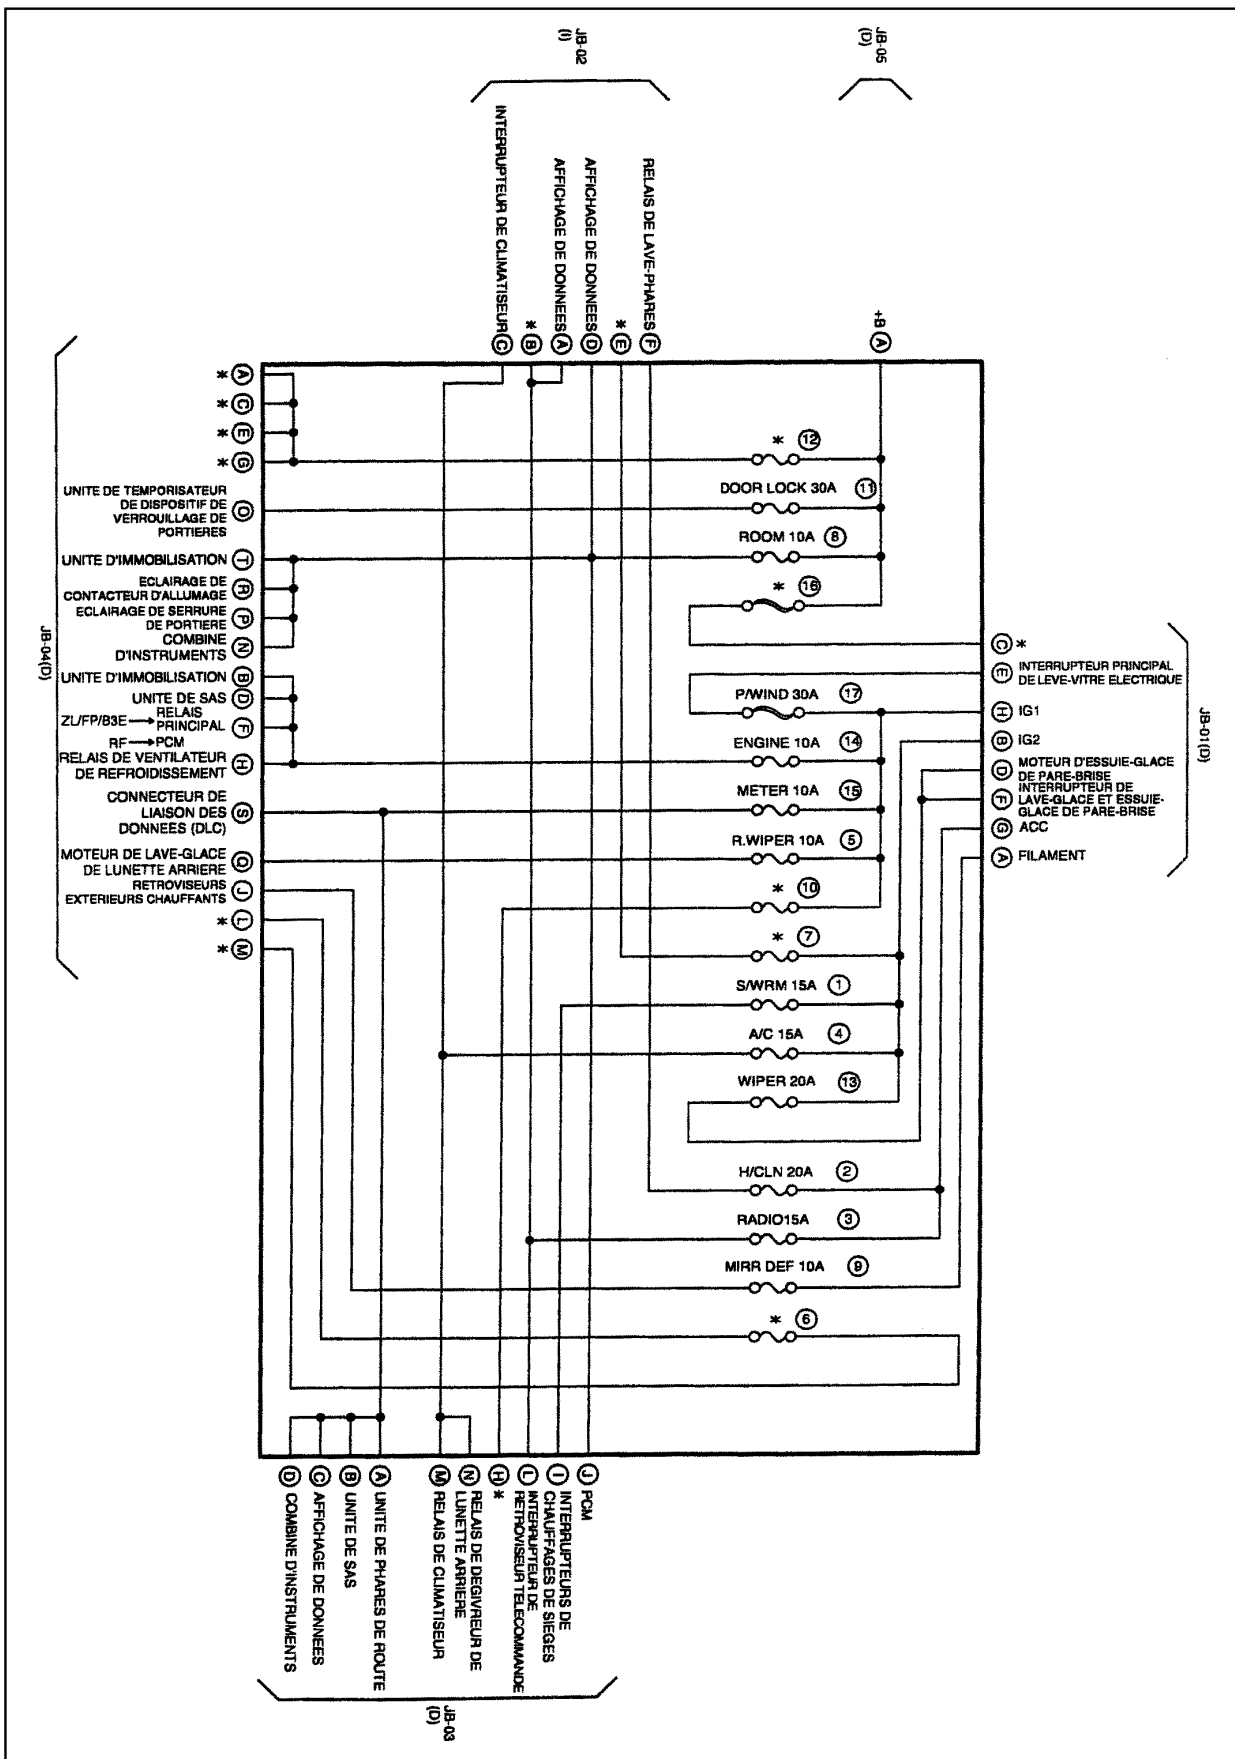 JB-02
(I)
JB-05
(D)
INTERRUPTEUR DE CLIMATISEUR Ⓒ
* Ⓑ
AFFICHAGE DE DONNEES Ⓐ
AFFICHAGE DE DONNEES Ⓓ
* Ⓔ
RELAIS DE LAVE-PHARES Ⓕ
+B Ⓐ
* Ⓐ
* Ⓒ
* Ⓔ
* Ⓖ
UNITE DE TEMPORISATEUR
DE DISPOSITIF DE
VERROUILLAGE DE
PORTIERES
Ⓞ
UNITE D'IMMOBILISATION Ⓣ
ECLAIRAGE DE
CONTACTEUR D'ALLUMAGE
Ⓡ
ECLAIRAGE DE SERRURE
DE PORTIERE
Ⓟ
COMBINE
D'INSTRUMENTS
Ⓝ
UNITE D'IMMOBILISATION Ⓑ
UNITE DE SAS Ⓓ
RELAIS
ZL/FP/B3E → PRINCIPAL
RF → PCM
Ⓕ
RELAIS DE VENTILATEUR
DE REFROIDISSEMENT
Ⓗ
CONNECTEUR DE
LIAISON DES
DONNEES (DLC)
Ⓢ
MOTEUR DE LAVE-GLACE
DE LUNETTE ARRIERE
Ⓠ
RETROVISEURS
EXTERIEURS CHAUFFANTS
Ⓙ
* Ⓛ
* Ⓜ
JB-04(D)
* ⑫
DOOR LOCK 30A ⑪
ROOM 10A ⑧
* ⑯
P/WIND 30A ⑰
ENGINE 10A ⑭
METER 10A ⑮
R.WIPER 10A ⑤
* ⑩
* ⑦
S/WRM 15A ①
A/C 15A ④
WIPER 20A ⑬
H/CLN 20A ②
RADIO15A ③
MIRR DEF 10A ⑨
* ⑥
Ⓒ *
Ⓔ INTERRUPTEUR PRINCIPAL
DE LEVE-VITRE ELECTRIQUE
Ⓗ IG1
Ⓑ IG2
Ⓓ MOTEUR D'ESSUIE-GLACE
DE PARE-BRISE
Ⓕ INTERRUPTEUR DE
LAVE-GLACE ET ESSUIE-
GLACE DE PARE-BRISE
Ⓖ ACC
Ⓐ FILAMENT
JB-01(D)
Ⓓ COMBINE D'INSTRUMENTS
Ⓒ AFFICHAGE DE DONNEES
Ⓑ UNITE DE SAS
Ⓐ UNITE DE PHARES DE ROUTE
Ⓜ RELAIS DE CLIMATISEUR
Ⓝ RELAIS DE DEGIVREUR DE
LUNETTE ARRIERE
Ⓗ *
Ⓛ INTERRUPTEUR DE
RETROVISEUR TELECOMMANDE
Ⓘ INTERRUPTEURS DE
CHAUFFAGES DE SIEGES
Ⓙ PCM
JB-03
(D)